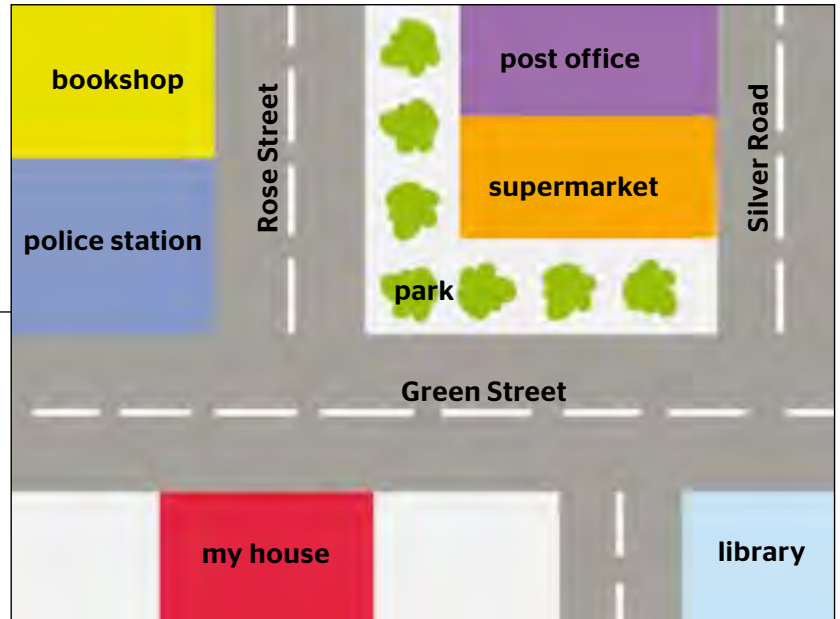 bookshop
post office
Rose Street
Silver Road
supermarket
police station
park
Green Street
my house
library